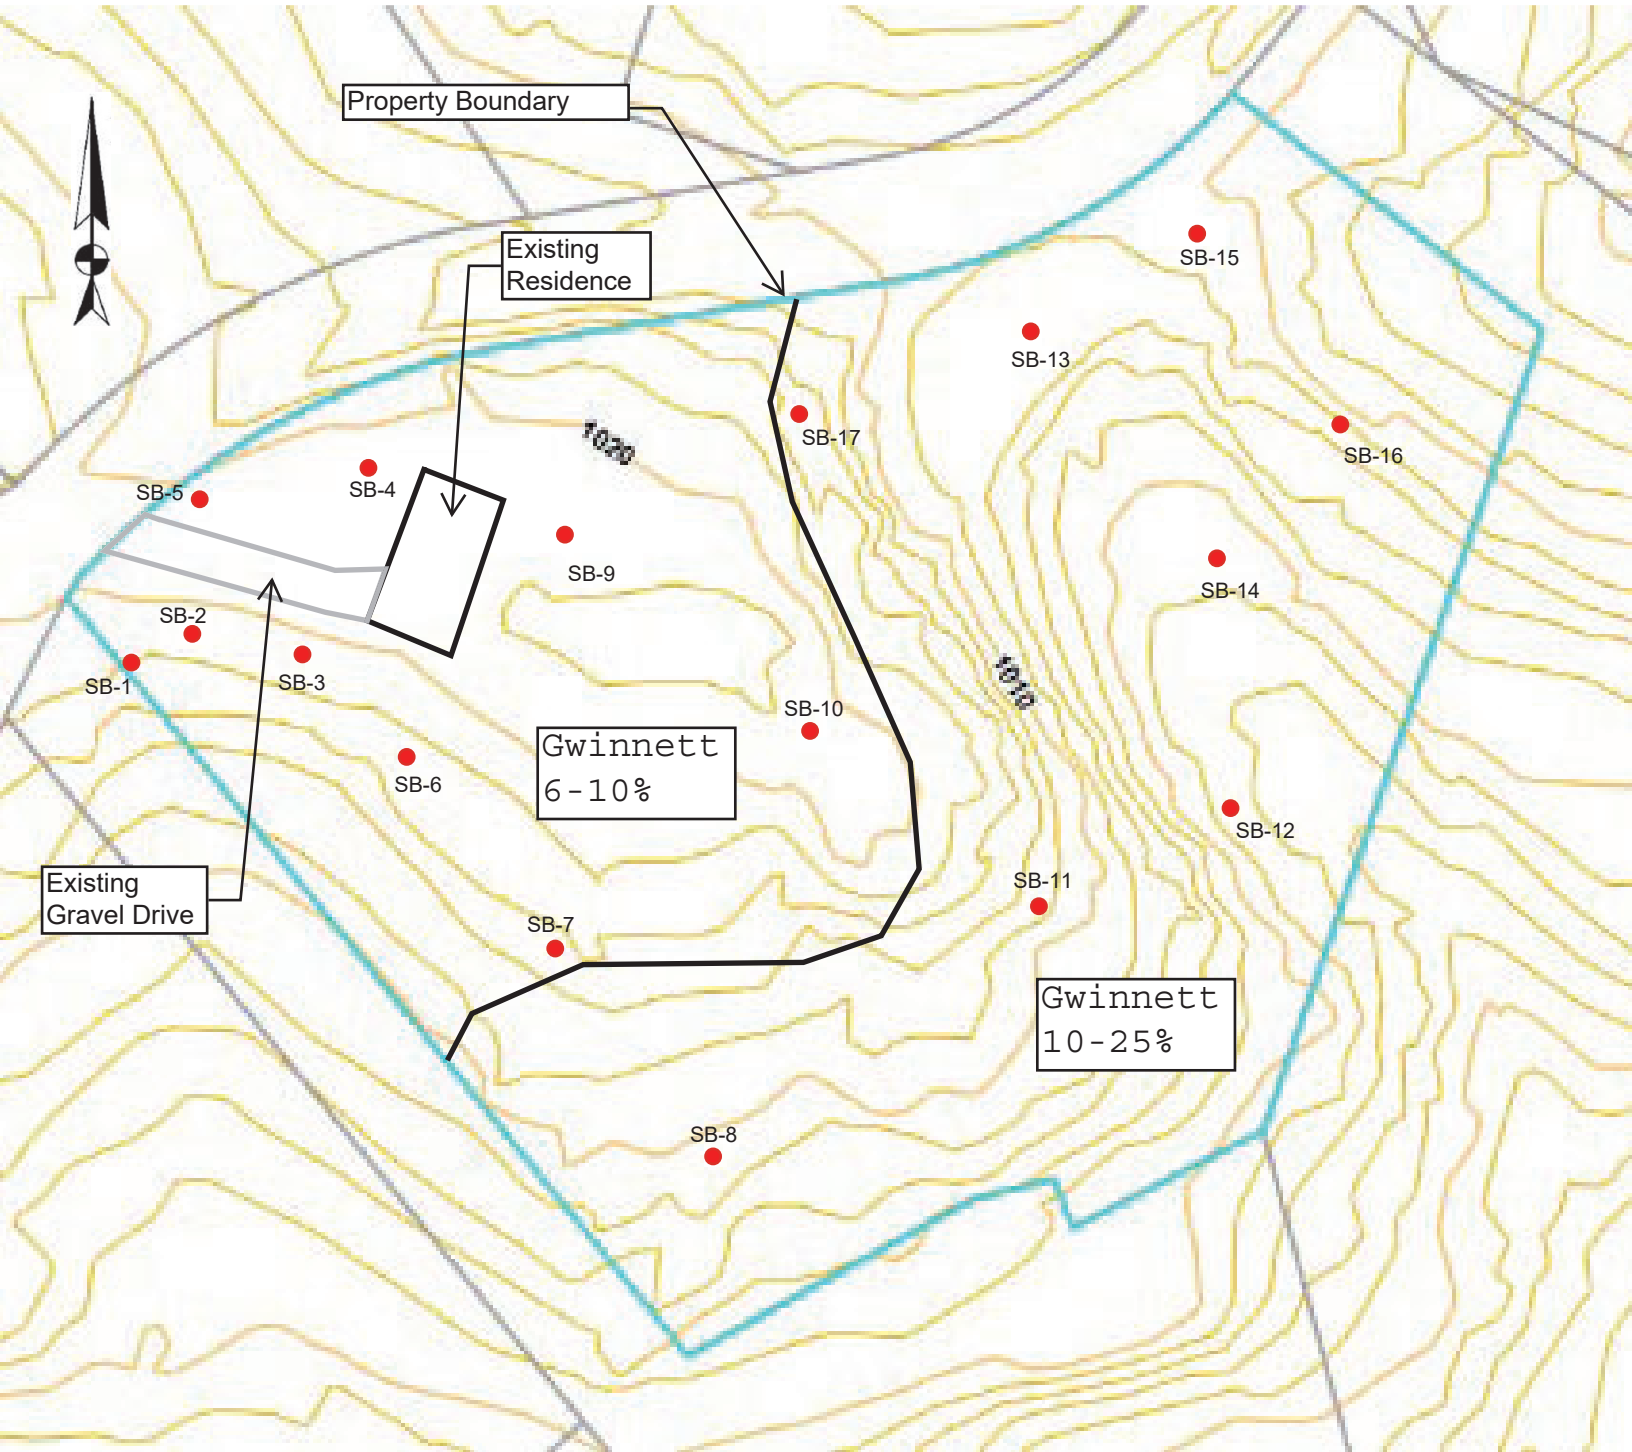 Property Boundary
Existing
Residence
SB-15
SB-13
1020
SB-17
SB-16
SB-4
SB-5
SB-9
SB-14
SB-2
SB-3
SB-1
1010
SB-10
Gwinnett
6-10%
SB-6
SB-12
Existing
Gravel Drive
SB-11
SB-7
Gwinnett
10-25%
SB-8